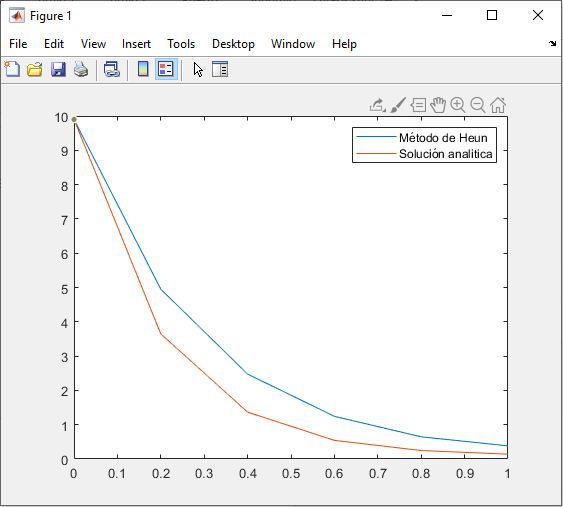 Figure 1
File Edit View Insert Tools Desktop Window Help
Método de Heun
Solución analitica
10
9
8
7
6
5
4
3
2
1
0
0 0.1 0.2 0.3 0.4 0.5 0.6 0.7 0.8 0.9 1